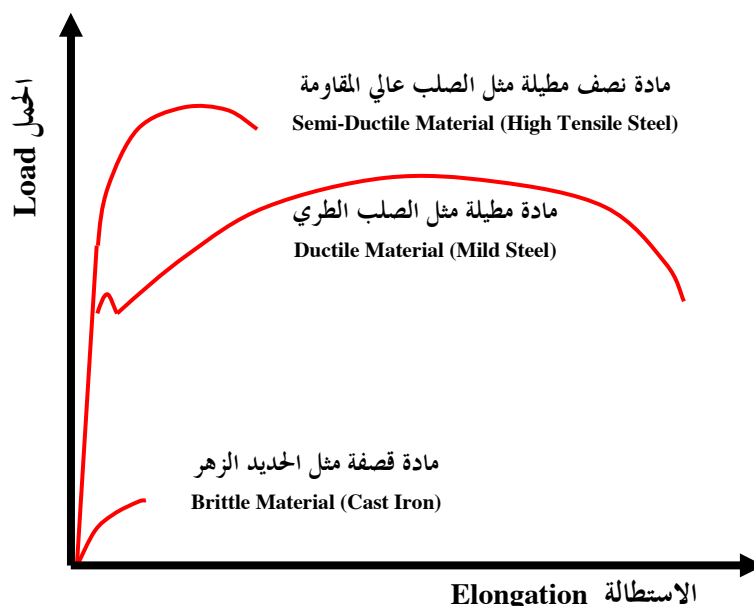 الحمل Load
مادة نصف مطيلة مثل الصلب عالي المقاومة
Semi-Ductile Material (High Tensile Steel)
مادة مطيلة مثل الصلب الطري
Ductile Material (Mild Steel)
مادة قصفة مثل الحديد الزهر
Brittle Material (Cast Iron)
الاستطالة Elongation